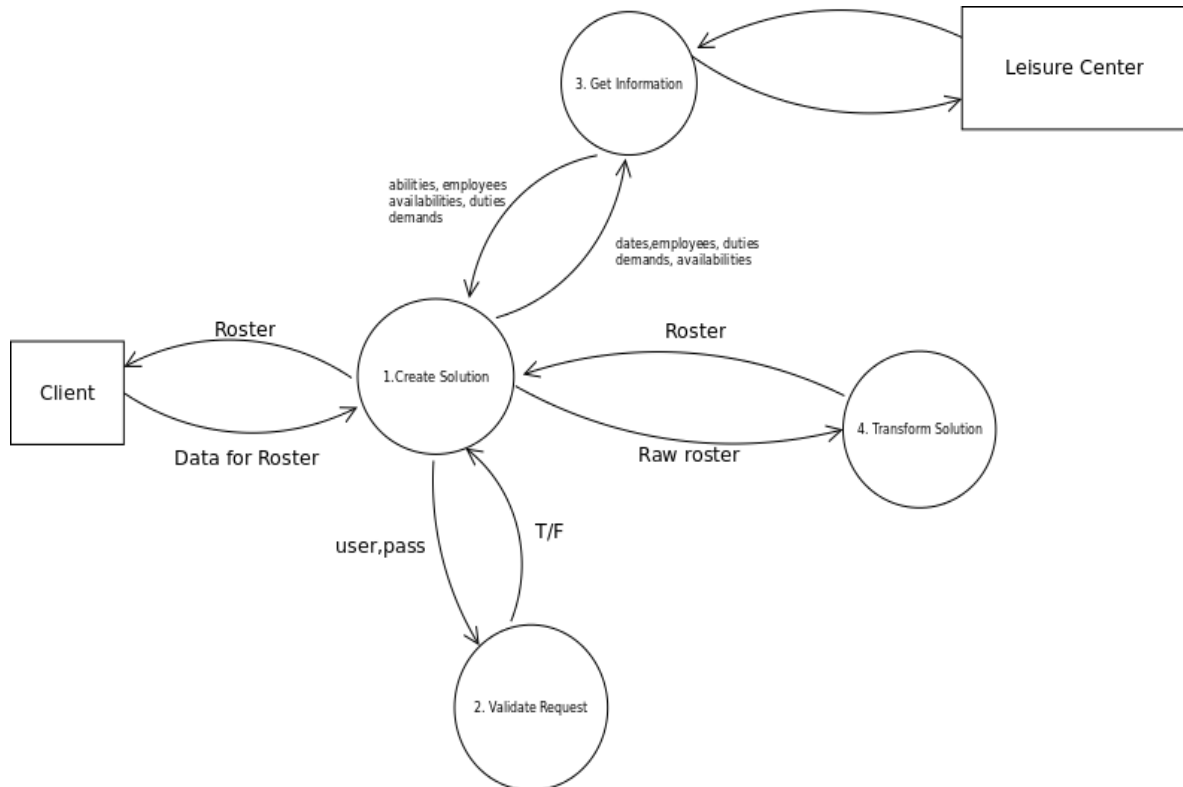 Leisure Center
3. Get Information
abilities, employees
availabilities, duties
demands
dates,employees, duties
demands, availabilities
Roster
Roster
1.Create Solution
Client
4. Transform Solution
Data for Roster
Raw roster
user,pass
T/F
2. Validate Request